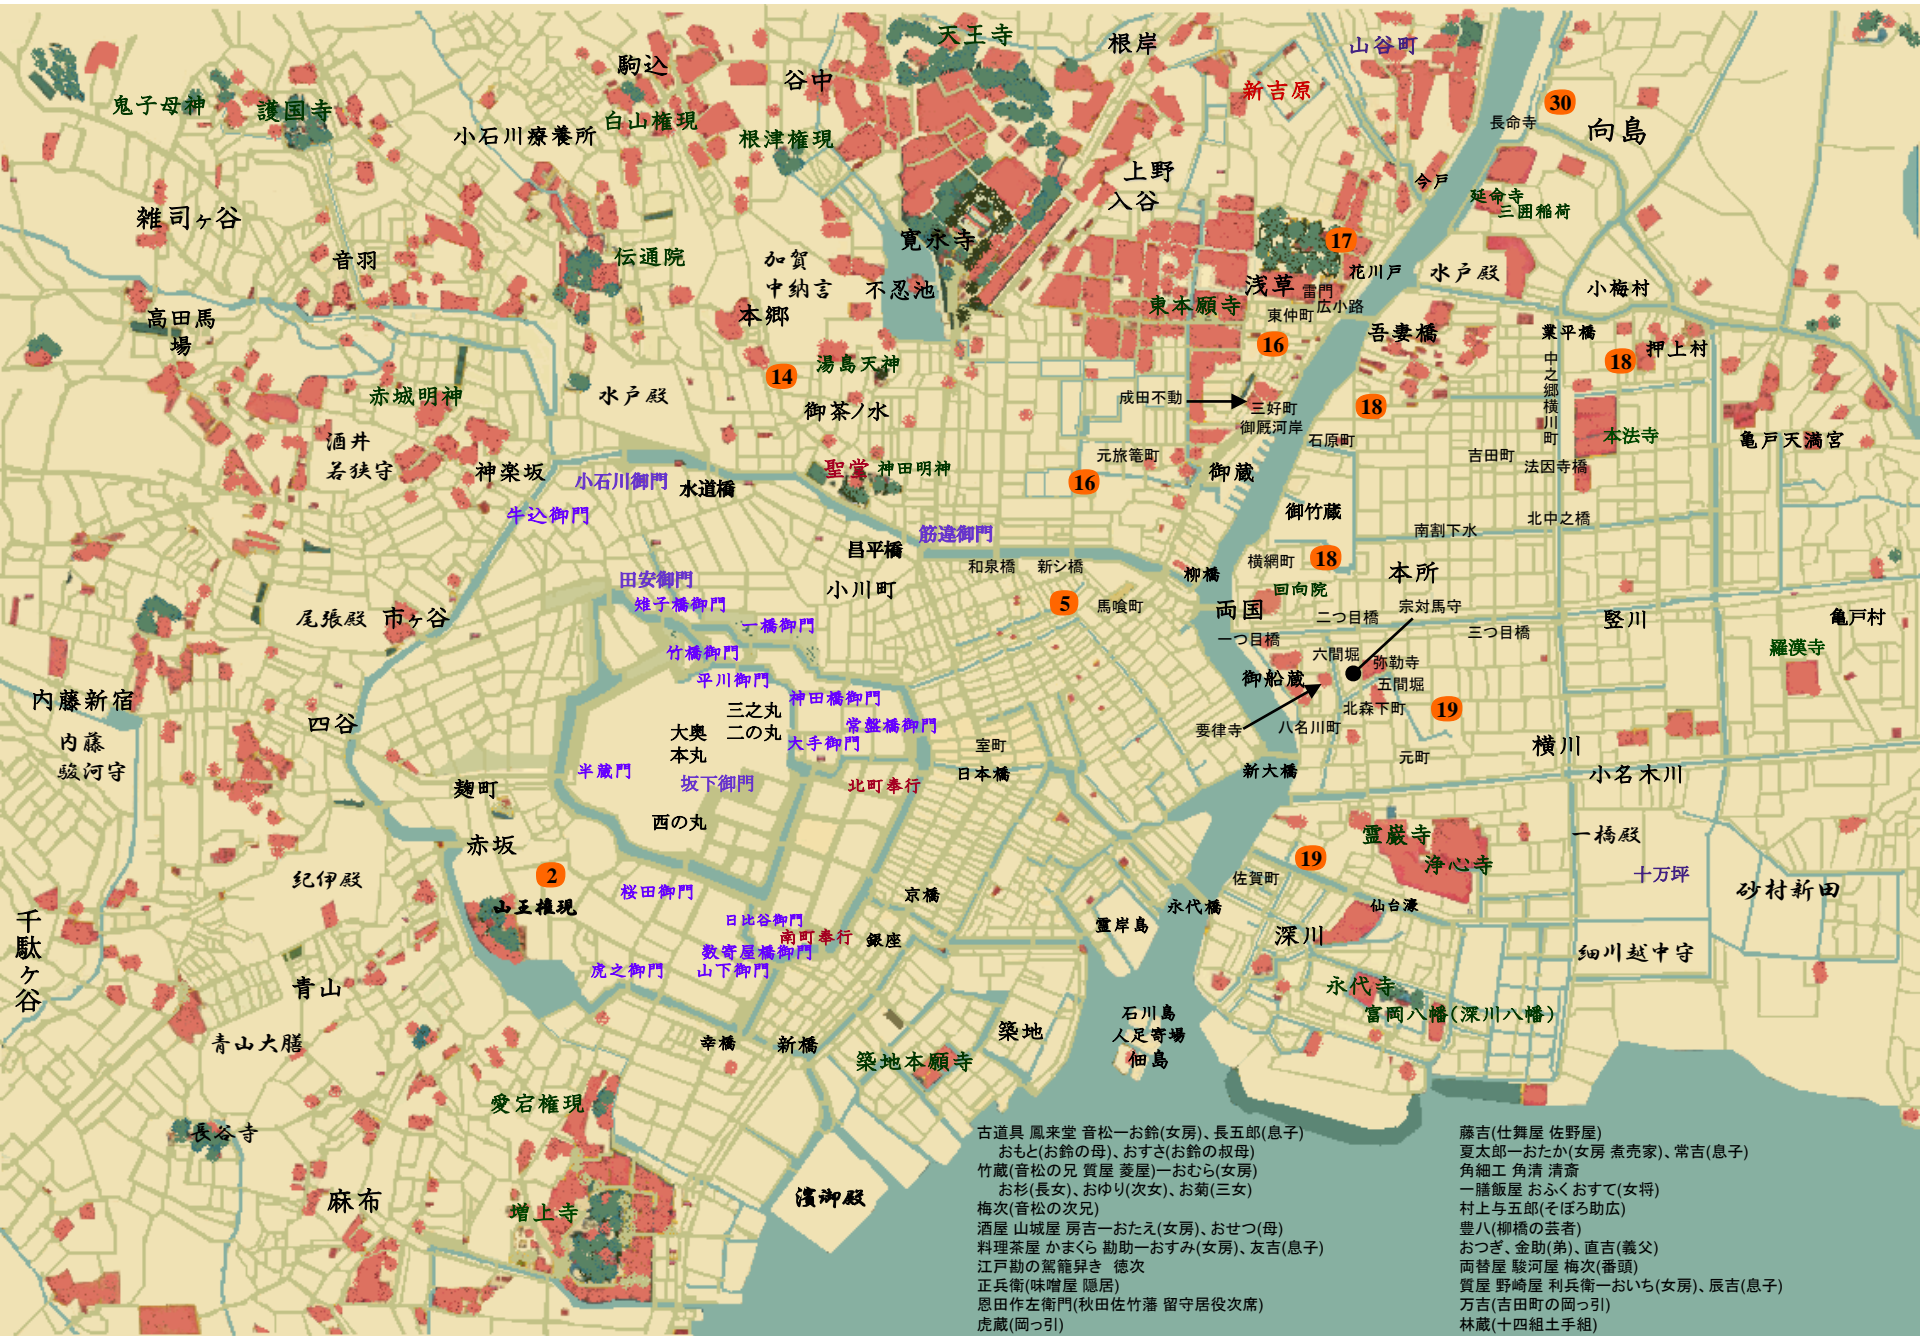 天王寺
根岸
山谷町
駒込
谷中
新吉原
30
鬼子母神
護国寺
白山権現
小石川療養所
根津権現
長命寺
向島
上野
入谷
今戸
延命寺
三囲稲荷
雑司ヶ谷
音羽
伝通院
加賀
中納言
寛永寺
不忍池
17
浅草
雷門
花川戸
水戸殿
東本願寺
東仲町
広小路
小梅村
高田馬
場
本郷
16
吾妻橋
業平橋
押上村
18
中之郷横川町
14
湯島天神
赤城明神
水戸殿
御茶ノ水
成田不動
三好町
御厩河岸
18
石原町
本法寺
亀戸天満宮
酒井
若狭守
神楽坂
小石川御門
水道橋
聖堂
神田明神
元旅篭町
16
御蔵
吉田町
法因寺橋
牛込御門
筋違御門
昌平橋
御竹蔵
北中之橋
南割下水
和泉橋
新シ橋
柳橋
横網町
18
本所
田安御門
小川町
雉子橋御門
一橋御門
5
馬喰町
両国
回向院
二つ目橋
宗対馬守
三つ目橋
竪川
亀戸村
尾張殿
市ヶ谷
一つ目橋
竹橋御門
六間堀
弥勒寺
羅漢寺
平川御門
神田橋御門
御船蔵
五間堀
内藤新宿
四谷
三之丸
二の丸
常盤橋御門
北森下町
19
大奥
本丸
大手御門
要律寺
八名川町
内藤
駿河守
室町
日本橋
元町
横川
半蔵門
坂下御門
北町奉行
新大橋
小名木川
麹町
西の丸
赤坂
霊巌寺
浄心寺
一橋殿
19
佐賀町
十万坪
砂村新田
紀伊殿
2
山王権現
桜田御門
京橋
永代橋
仙台濠
日比谷御門
南町奉行
銀座
霊岸島
深川
千駄ヶ谷
数寄屋橋御門
虎之御門
山下御門
細川越中守
青山
永代寺
富岡八幡(深川八幡)
青山大膳
幸橋
新橋
築地
石川島
人足寄場
佃島
築地本願寺
愛宕権現
長谷寺
麻布
増上寺
濱御殿
古道具 鳳来堂 音松ーお鈴(女房)、長五郎(息子)
おもと(お鈴の母)、おすさ(お鈴の叔母)
竹蔵(音松の兄 質屋 菱屋)ーおむら(女房)
お杉(長女)、おゆり(次女)、お菊(三女)
梅次(音松の次兄)
酒屋 山城屋 房吉ーおたえ(女房)、おせつ(母)
料理茶屋 かまくら 勘助ーおすみ(女房)、友吉(息子)
江戸勘の駕籠舁き 徳次
正兵衛(味噌屋 隠居)
恩田作左衛門(秋田佐竹藩 留守居役次席)
虎蔵(岡っ引)
藤吉(仕舞屋 佐野屋)
夏太郎ーおたか(女房 煮売家)、常吉(息子)
角細工 角清 清斎
一膳飯屋 おふく おすて(女将)
村上与五郎(そぼろ助広)
豊八(柳橋の芸者)
おつぎ、金助(弟)、直吉(義父)
両替屋 駿河屋 梅次(番頭)
質屋 野崎屋 利兵衛ーおいち(女房)、辰吉(息子)
万吉(吉田町の岡っ引)
林蔵(十四組土手組)